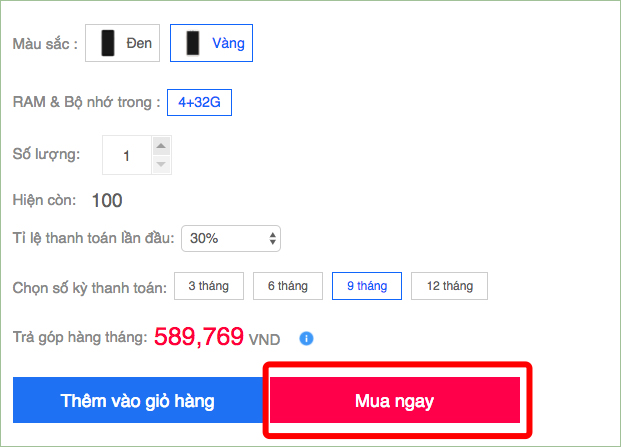 Màu sắc : Đen Vàng
RAM & Bộ nhớ trong : 4+32G
Số lượng: 1
Hiện còn: 100
Tỉ lệ thanh toán lần đầu: 30%
Chọn số kỳ thanh toán: 3 tháng 6 tháng 9 tháng 12 tháng
Trả góp hàng tháng: 589,769 VND i
Thêm vào giỏ hàng Mua ngay